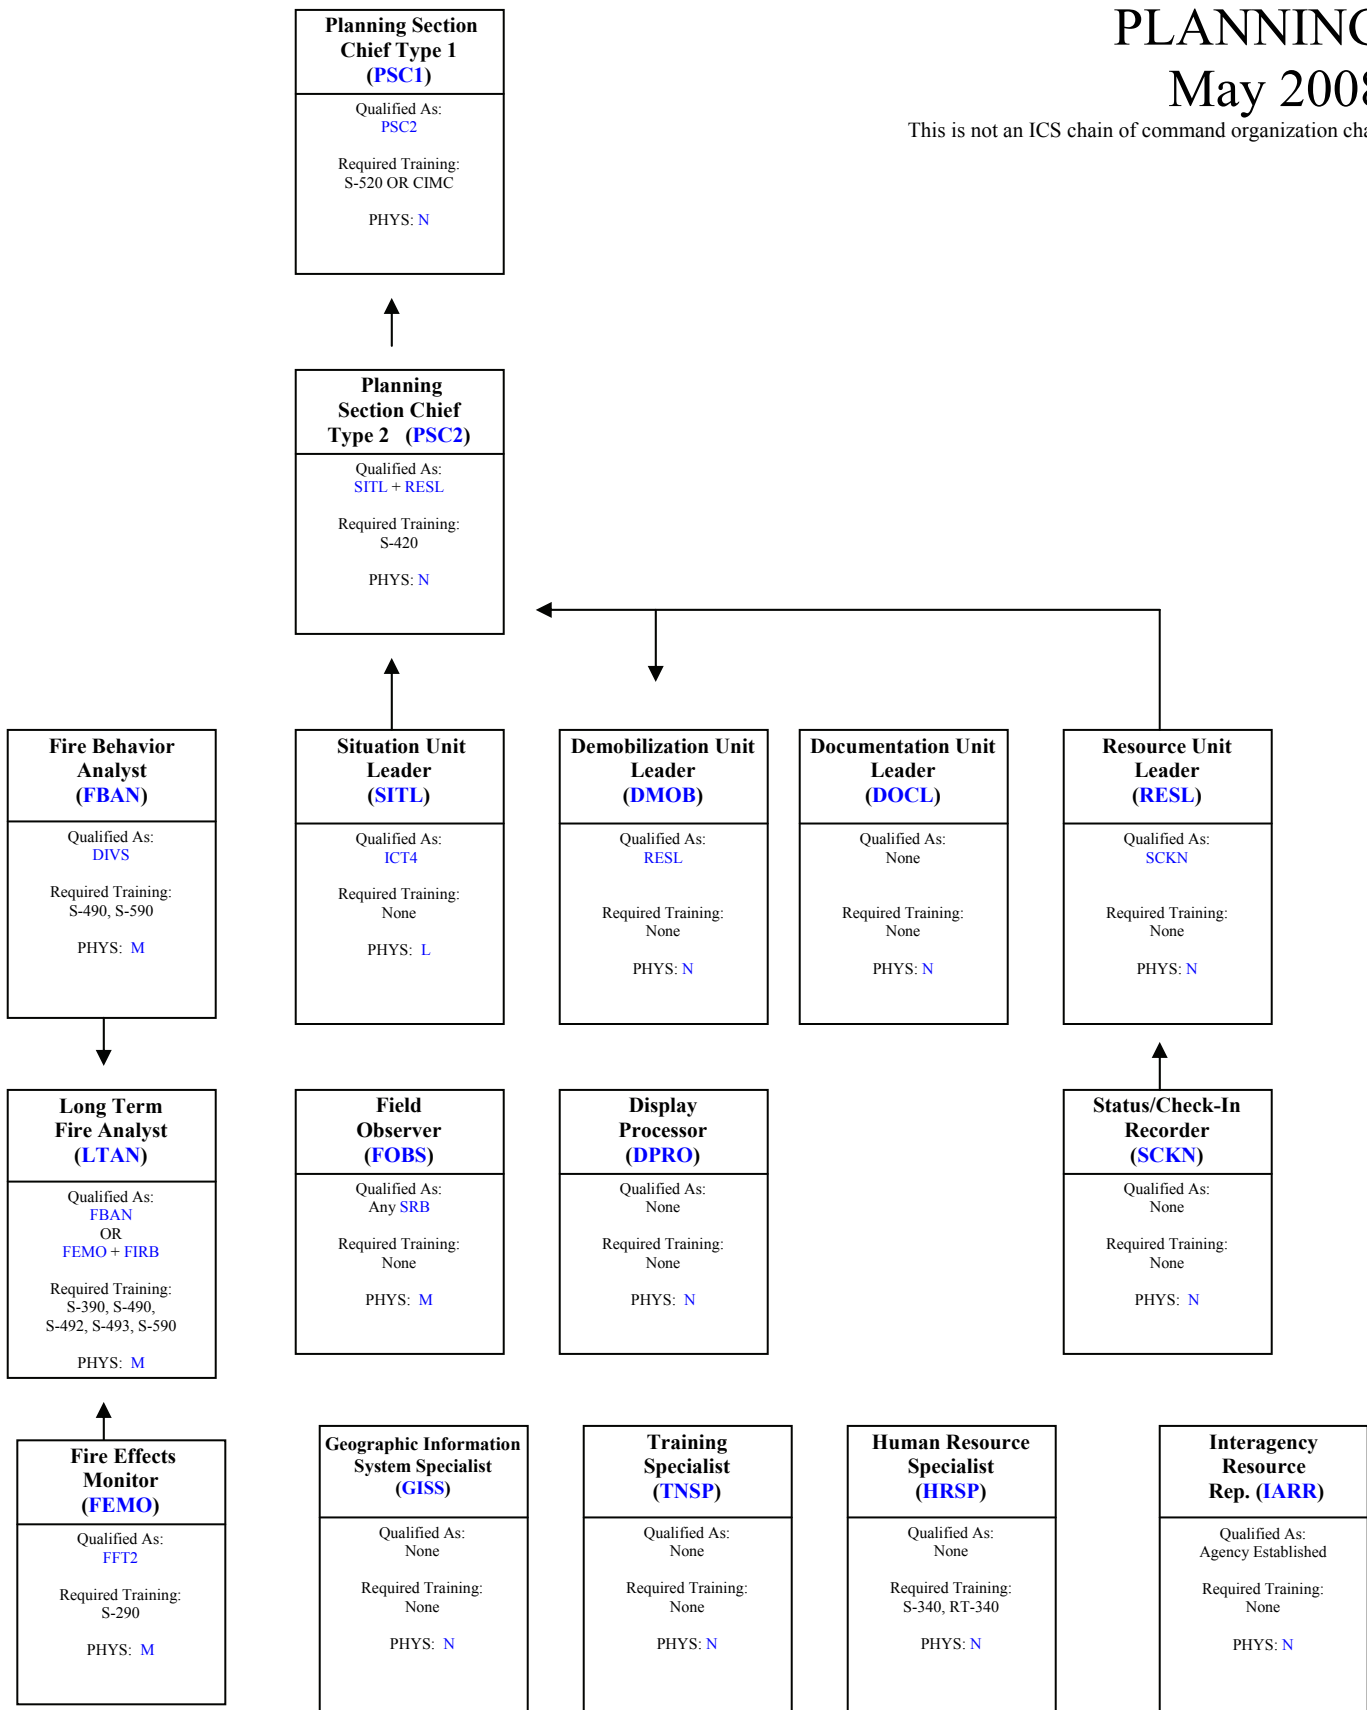 PLANNING
May 2008
This is not an ICS chain of command organization cha
Planning Section
Chief Type 1
(PSC1)
Qualified As:
PSC2
Required Training:
S-520 OR CIMC
PHYS: N
Planning
Section Chief
Type 2 (PSC2)
Qualified As:
SITL + RESL
Required Training:
S-420
PHYS: N
Fire Behavior
Analyst
(FBAN)
Qualified As:
DIVS
Required Training:
S-490, S-590
PHYS: M
Situation Unit
Leader
(SITL)
Qualified As:
ICT4
Required Training:
None
PHYS: L
Demobilization Unit
Leader
(DMOB)
Qualified As:
RESL
Required Training:
None
PHYS: N
Documentation Unit
Leader
(DOCL)
Qualified As:
None
Required Training:
None
PHYS: N
Resource Unit
Leader
(RESL)
Qualified As:
SCKN
Required Training:
None
PHYS: N
Long Term
Fire Analyst
(LTAN)
Qualified As:
FBAN
OR
FEMO + FIRB
Required Training:
S-390, S-490,
S-492, S-493, S-590
PHYS: M
Field
Observer
(FOBS)
Qualified As:
Any SRB
Required Training:
None
PHYS: M
Display
Processor
(DPRO)
Qualified As:
None
Required Training:
None
PHYS: N
Status/Check-In
Recorder
(SCKN)
Qualified As:
None
Required Training:
None
PHYS: N
Fire Effects
Monitor
(FEMO)
Qualified As:
FFT2
Required Training:
S-290
PHYS: M
Geographic Information
System Specialist
(GISS)
Qualified As:
None
Required Training:
None
PHYS: N
Training
Specialist
(TNSP)
Qualified As:
None
Required Training:
None
PHYS: N
Human Resource
Specialist
(HRSP)
Qualified As:
None
Required Training:
S-340, RT-340
PHYS: N
Interagency
Resource
Rep. (IARR)
Qualified As:
Agency Established
Required Training:
None
PHYS: N